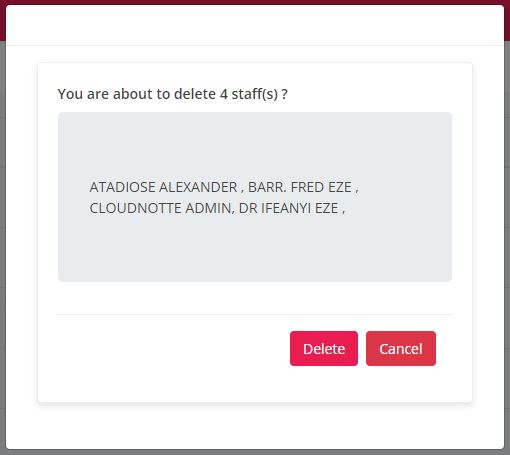 You are about to delete 4 staff(s) ?
ATADIOSE ALEXANDER , BARR. FRED EZE ,
CLOUDNOTTE ADMIN, DR IFEANYI EZE ,
Delete
Cancel